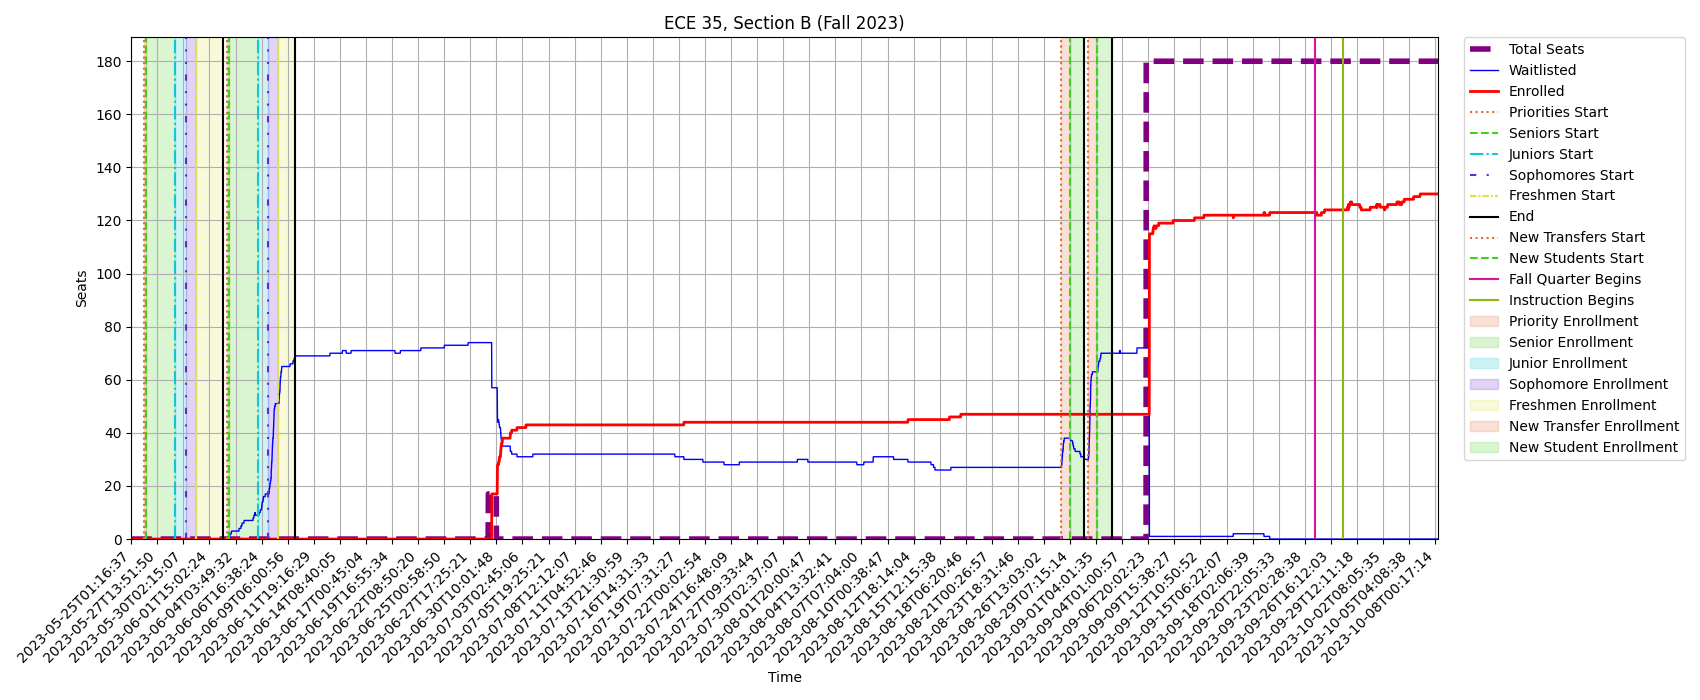 ECE 35, Section B (Fall 2023)
Seats
180
160
140
120
100
80
60
40
20
0
2023-05-25T01:16:37
2023-05-27T13:51:50
2023-05-30T02:15:07
2023-06-01T15:02:24
2023-06-04T03:49:32
2023-06-06T16:38:24
2023-06-09T06:00:56
2023-06-11T19:16:29
2023-06-14T08:40:05
2023-06-17T00:45:04
2023-06-19T16:55:34
2023-06-22T08:50:20
2023-06-25T00:58:50
2023-06-27T17:25:21
2023-06-30T10:01:48
2023-07-03T02:45:06
2023-07-05T19:25:21
2023-07-08T12:12:07
2023-07-11T04:52:46
2023-07-13T21:30:59
2023-07-16T14:31:33
2023-07-19T07:31:27
2023-07-22T00:02:54
2023-07-24T16:48:09
2023-07-27T09:33:44
2023-07-30T02:37:07
2023-08-01T20:00:47
2023-08-04T13:32:41
2023-08-07T07:04:00
2023-08-10T00:38:47
2023-08-12T18:14:04
2023-08-15T12:15:38
2023-08-18T06:20:46
2023-08-21T00:26:57
2023-08-23T18:31:46
2023-08-26T13:03:02
2023-08-29T07:15:14
2023-09-01T04:01:35
2023-09-04T01:00:57
2023-09-06T20:02:23
2023-09-09T15:38:27
2023-09-12T10:50:52
2023-09-15T06:22:07
2023-09-18T02:06:39
2023-09-20T22:05:33
2023-09-23T20:28:38
2023-09-26T16:12:03
2023-09-29T12:11:18
2023-10-02T08:05:35
2023-10-05T04:08:38
2023-10-08T00:17:14
Time
Total Seats
Waitlisted
Enrolled
Priorities Start
Seniors Start
Juniors Start
Sophomores Start
Freshmen Start
End
New Transfers Start
New Students Start
Fall Quarter Begins
Instruction Begins
Priority Enrollment
Senior Enrollment
Junior Enrollment
Sophomore Enrollment
Freshmen Enrollment
New Transfer Enrollment
New Student Enrollment